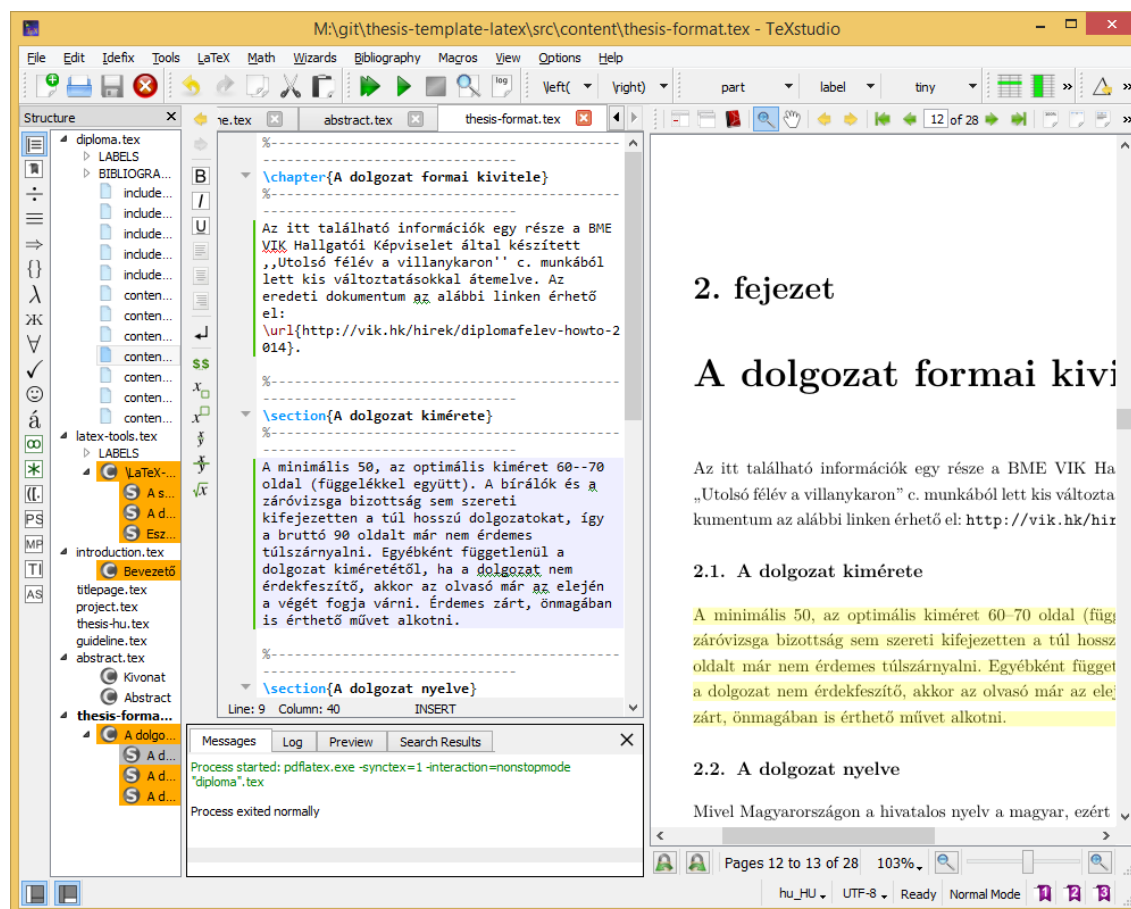 M:\git\thesis-template-latex\src\content\thesis-format.tex - TeXstudio
File Edit Idefix Tools LaTeX Math Wizards Bibliography Macros View Options Help
log \left( \right) part label tiny
Structure
ne.tex abstract.tex thesis-format.tex
12 of 28
diploma.tex
LABELS
BIBLIOGRA...
include...
include...
include...
include...
include...
conten...
conten...
conten...
conten...
conten...
conten...
conten...
latex-tools.tex
LABELS
\LaTeX-...
A s...
A d...
Esz...
introduction.tex
Bevezető
titlepage.tex
project.tex
thesis-hu.tex
guideline.tex
abstract.tex
Kivonat
Abstract
thesis-forma...
A dolgo...
A d...
A d...
A d...
PS
MP
TI
AS
B
I
U
$$
%-----------------------------------------------
----------------------------------
\chapter{A dolgozat formai kivitele}
%-----------------------------------------------
----------------------------------
Az itt található információk egy része a BME
VIK Hallgatói Képviselet által készített
,,Utolsó félév a villanykaron'' c. munkából
lett kis változtatásokkal átemelve. Az
eredeti dokumentum az alábbi linken érhető
el:
\url{http://vik.hk/hirek/diplomafelev-howto-2
014}.
%-----------------------------------------------
----------------------------------
\section{A dolgozat kimérete}
%-----------------------------------------------
----------------------------------
A minimális 50, az optimális kiméret 60--70
oldal (függelékkel együtt). A bírálók és a
záróvizsga bizottság sem szereti
kifejezetten a túl hosszú dolgozatokat, így
a bruttó 90 oldalt már nem érdemes
túlszárnyalni. Egyébként függetlenül a
dolgozat kiméretétől, ha a dolgozat nem
érdekfeszítő, akkor az olvasó már az elején
a végét fogja várni. Érdemes zárt, önmagában
is érthető művet alkotni.
%-----------------------------------------------
----------------------------------
\section{A dolgozat nyelve}
Line: 9 Column: 40 INSERT
Messages Log Preview Search Results
Process started: pdflatex.exe -synctex=1 -interaction=nonstopmode
"diploma".tex
Process exited normally
2. fejezet
A dolgozat formai kivi
Az itt található információk egy része a BME VIK Ha
„Utolsó félév a villanykaron” c. munkából lett kis változta
kumentum az alábbi linken érhető el: http://vik.hk/hir
2.1. A dolgozat kimérete
A minimális 50, az optimális kiméret 60–70 oldal (függ
záróvizsga bizottság sem szereti kifejezetten a túl hossz
oldalt már nem érdemes túlszárnyalni. Egyébként függet
a dolgozat nem érdekfeszítő, akkor az olvasó már az elej
zárt, önmagában is érthető művet alkotni.
2.2. A dolgozat nyelve
Mivel Magyarországon a hivatalos nyelv a magyar, ezért
Pages 12 to 13 of 28 103%
hu_HU UTF-8 Ready Normal Mode 1 2 3